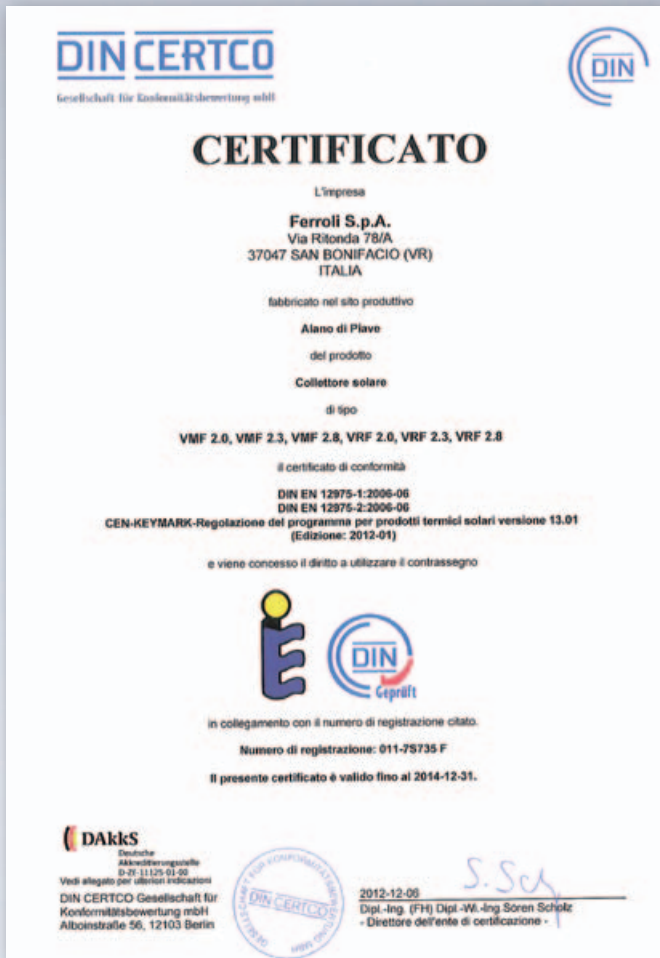 DIN CERTCO
Gesellschaft für Konformitätsbewertung mbH
DIN
CERTIFICATO
L'impresa
Ferroli S.p.A.
Via Ritonda 78/A
37047 SAN BONIFACIO (VR)
ITALIA
fabbricato nel sito produttivo
Alano di Piave
del prodotto
Collettore solare
di tipo
VMF 2.0, VMF 2.3, VMF 2.8, VRF 2.0, VRF 2.3, VRF 2.8
il certificato di conformità
DIN EN 12975-1:2006-06
DIN EN 12975-2:2006-06
CEN-KEYMARK-Regolazione del programma per prodotti termici solari versione 13.01
(Edizione: 2012-01)
e viene concesso il diritto a utilizzare il contrassegno
DIN
Geprüft
in collegamento con il numero di registrazione citato.
Numero di registrazione: 011-7S735 F
Il presente certificato è valido fino al 2014-12-31.
DAkkS
Deutsche
Akkreditierungsstelle
D-ZE-11125-01-00
Vedi allegato per ulteriori indicazioni
DIN CERTCO Gesellschaft für
Konformitätsbewertung mbH
Alboinstraße 56, 12103 Berlin
GESELLSCHAFT FÜR KONFORMITÄTSBEWERTUNG MBH
DIN CERTCO
S. Sch
2012-12-06
Dipl.-Ing. (FH) Dipl.-Wi.-Ing Sören Scholz
- Direttore dell'ente di certificazione -